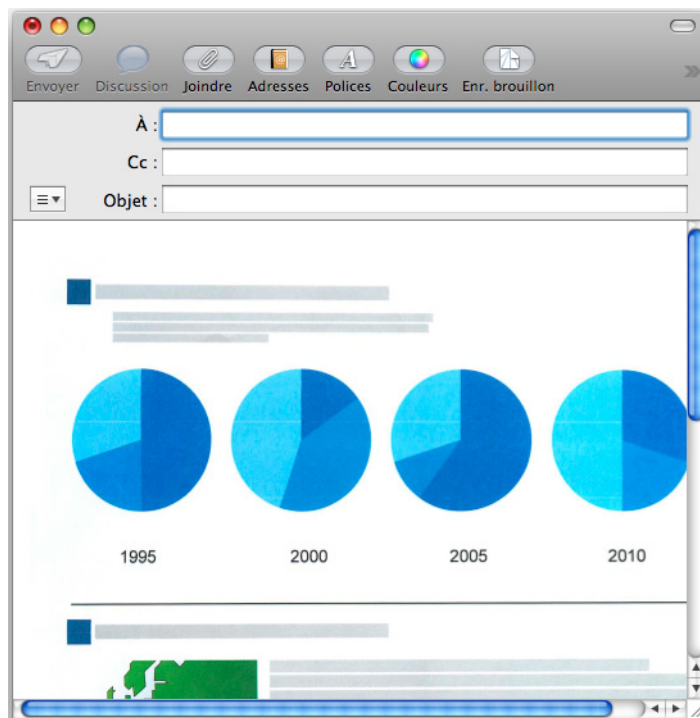 Envoyer Discussion Joindre Adresses Polices Couleurs Enr. brouillon
À :
Cc :
Objet :
1995 2000 2005 2010